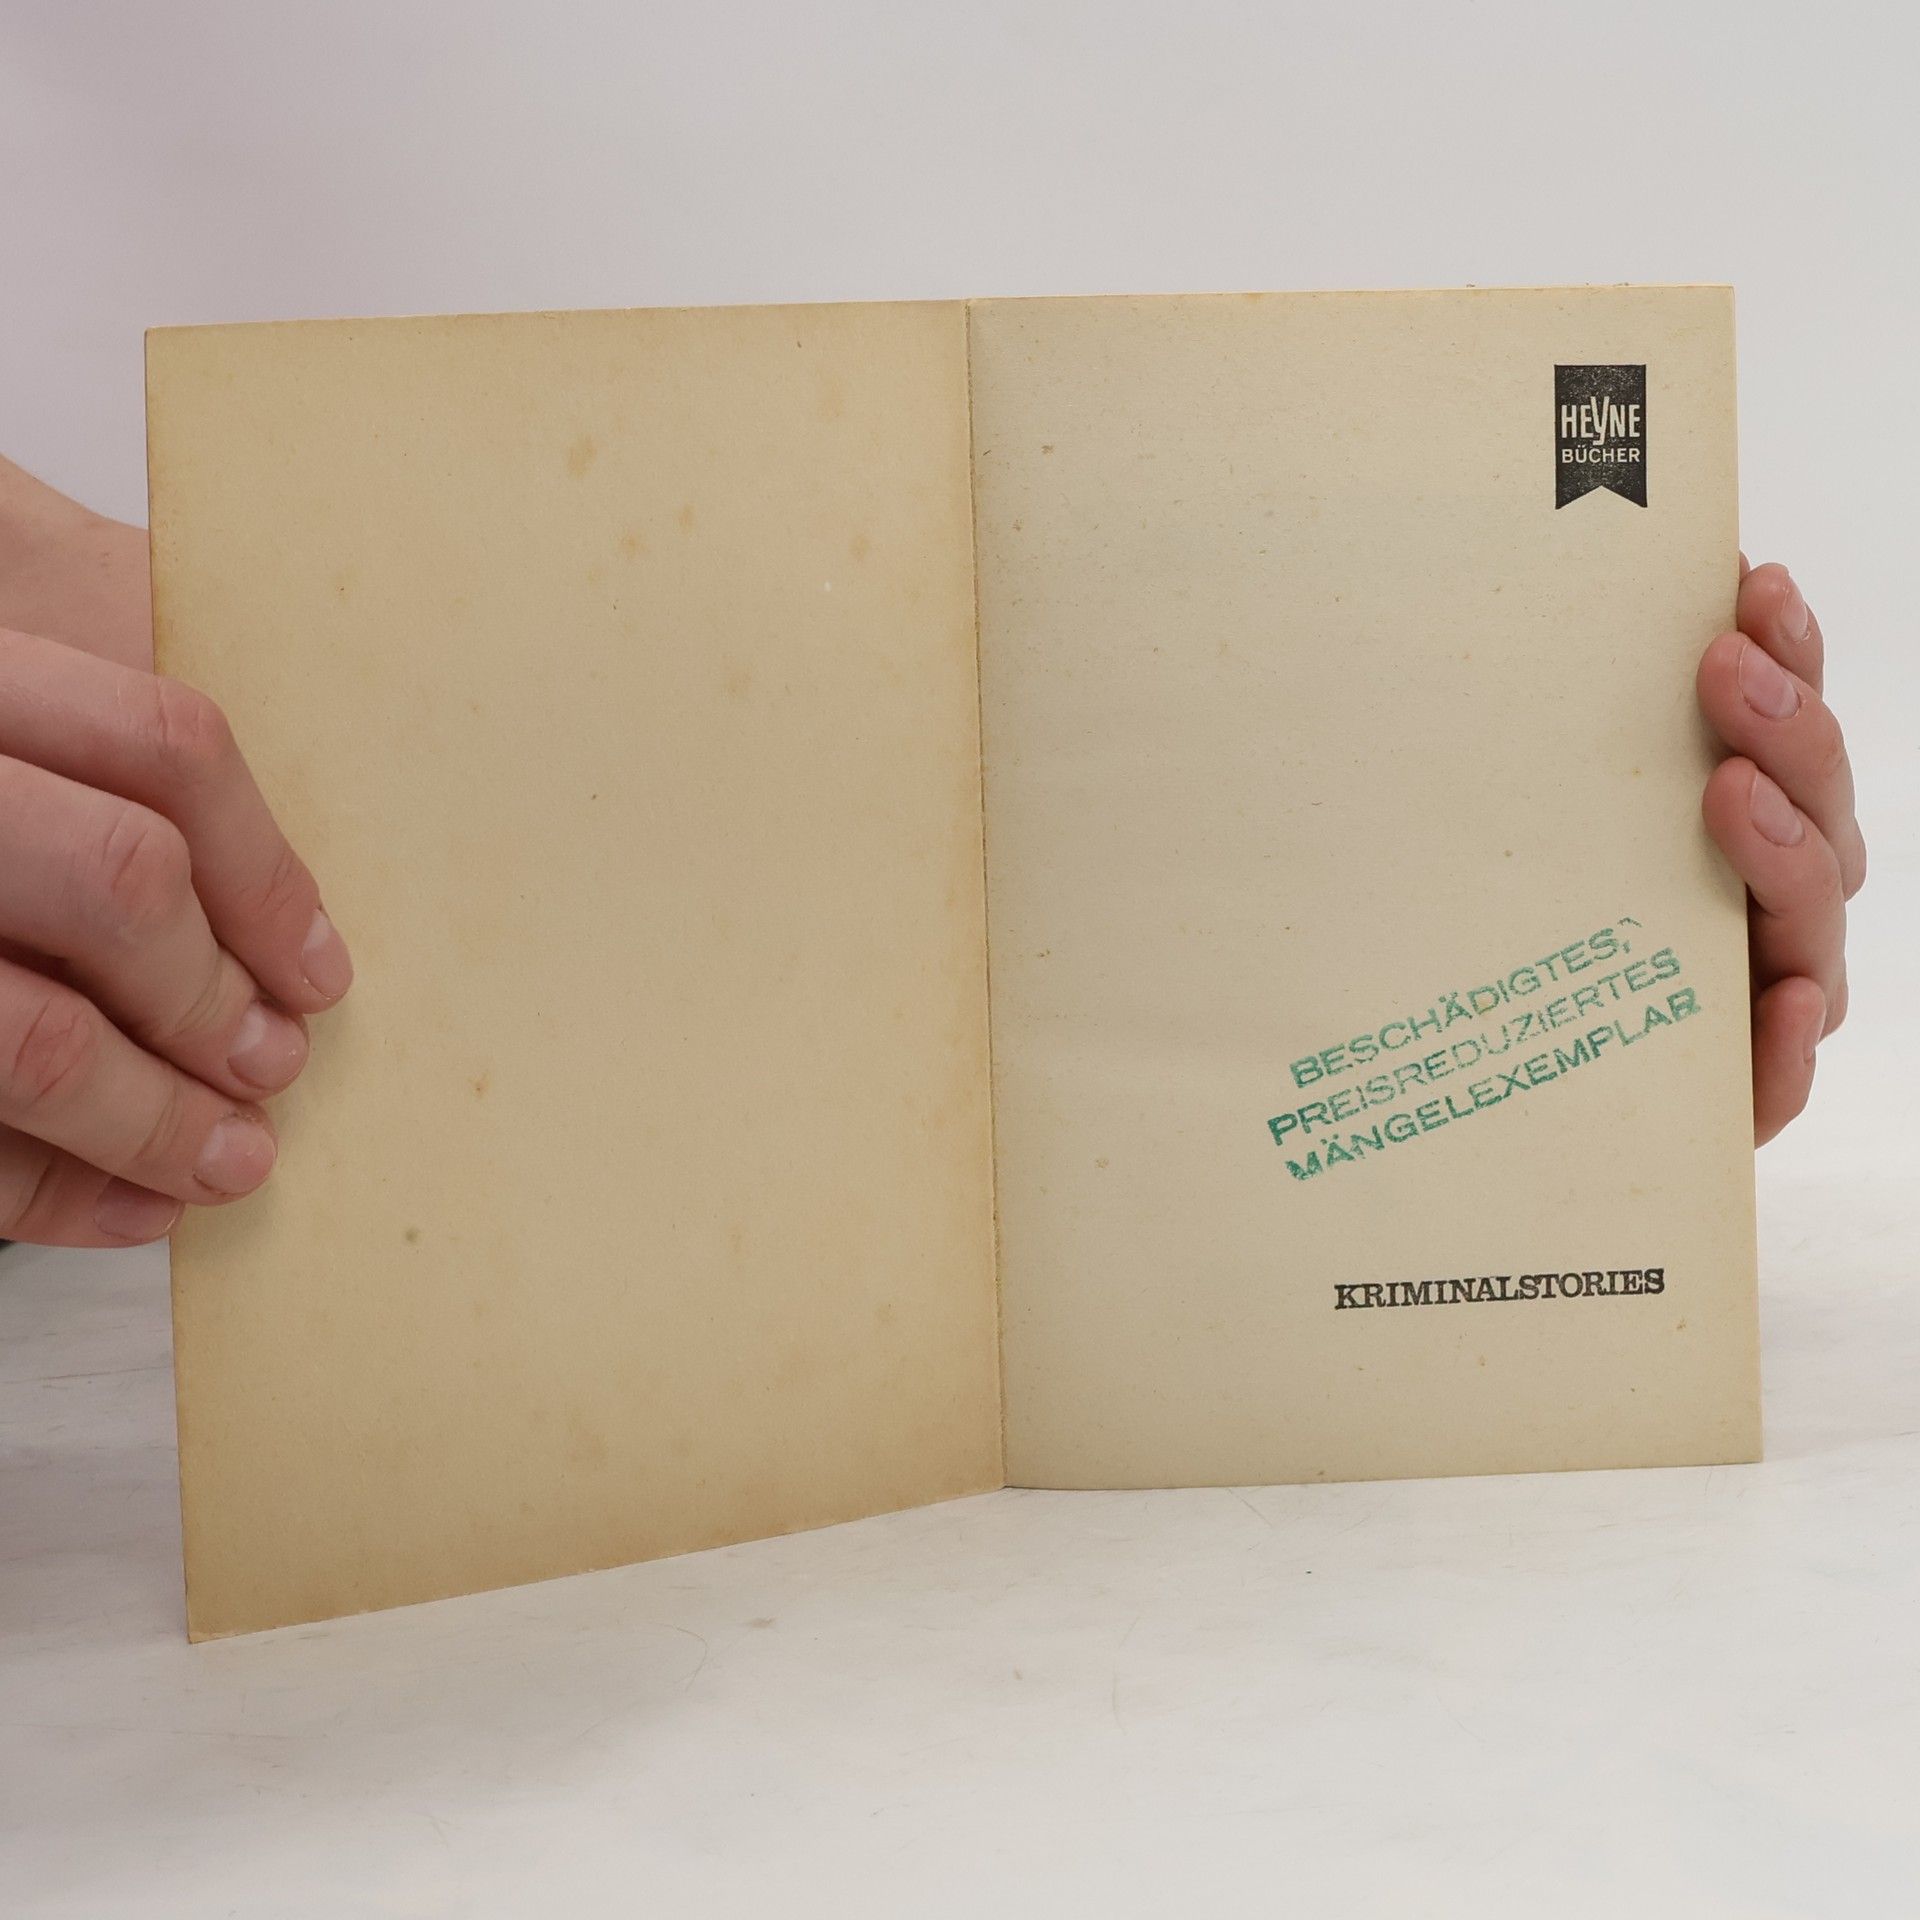 HEYNE
BÜCHER
BESCHÄDIGTES,
PREISREDUZIERTES
MÄNGELEXEMPLAR
KRIMINALSTORIES